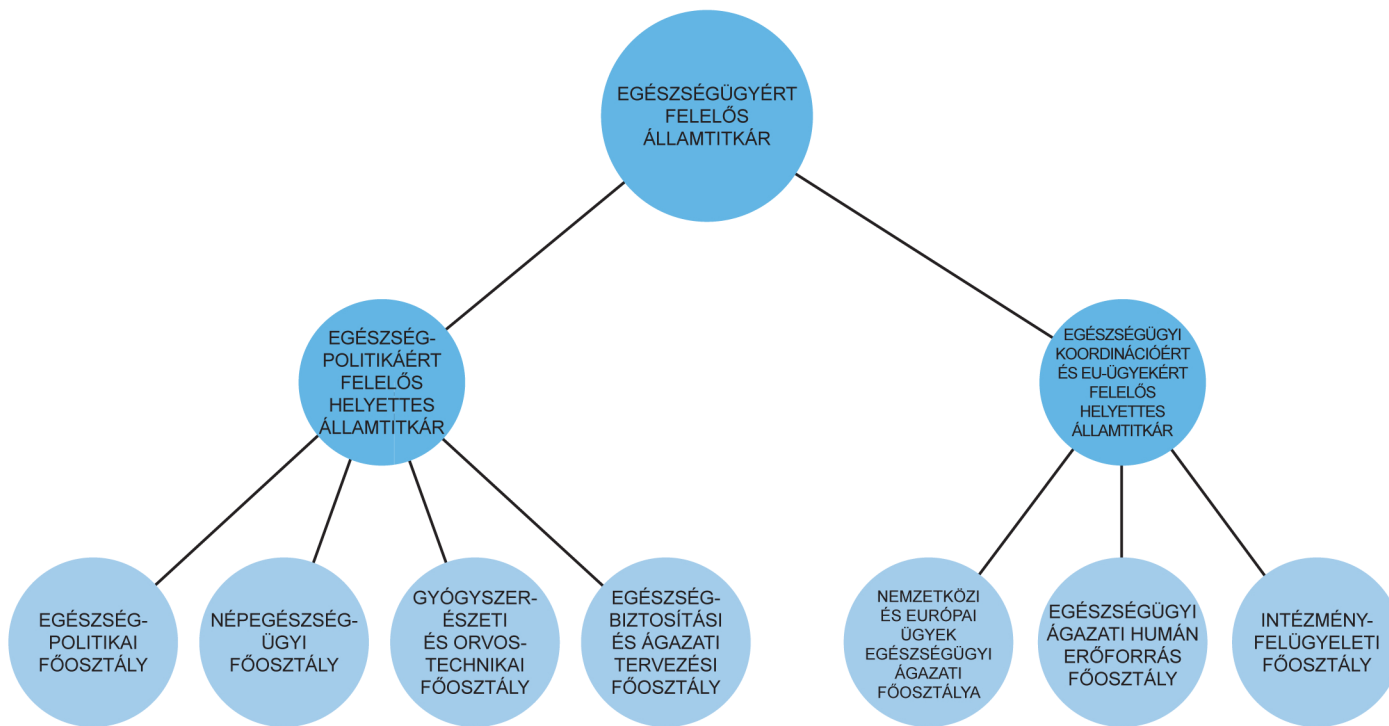 EGÉSZSÉGÜGYÉRT
FELELŐS
ÁLLAMTITKÁR
EGÉSZSÉG-
POLITIKÁÉRT
FELELŐS
HELYETTES
ÁLLAMTITKÁR
EGÉSZSÉGÜGYI
KOORDINÁCIÓÉRT
ÉS EU-ÜGYEKÉRT
FELELŐS
HELYETTES
ÁLLAMTITKÁR
EGÉSZSÉG-
POLITIKAI
FŐOSZTÁLY
NÉPEGÉSZSÉG-
ÜGYI
FŐOSZTÁLY
GYÓGYSZER-
ÉSZETI
ÉS ORVOS-
TECHNIKAI
FŐOSZTÁLY
EGÉSZSÉG-
BIZTOSÍTÁSI
ÉS ÁGAZATI
TERVEZÉSI
FŐOSZTÁLY
NEMZETKÖZI
ÉS EURÓPAI
ÜGYEK
EGÉSZSÉGÜGYI
ÁGAZATI
FŐOSZTÁLYA
EGÉSZSÉGÜGYI
ÁGAZATI HUMÁN
ERŐFORRÁS
FŐOSZTÁLY
INTÉZMÉNY-
FELÜGYELETI
FŐOSZTÁLY